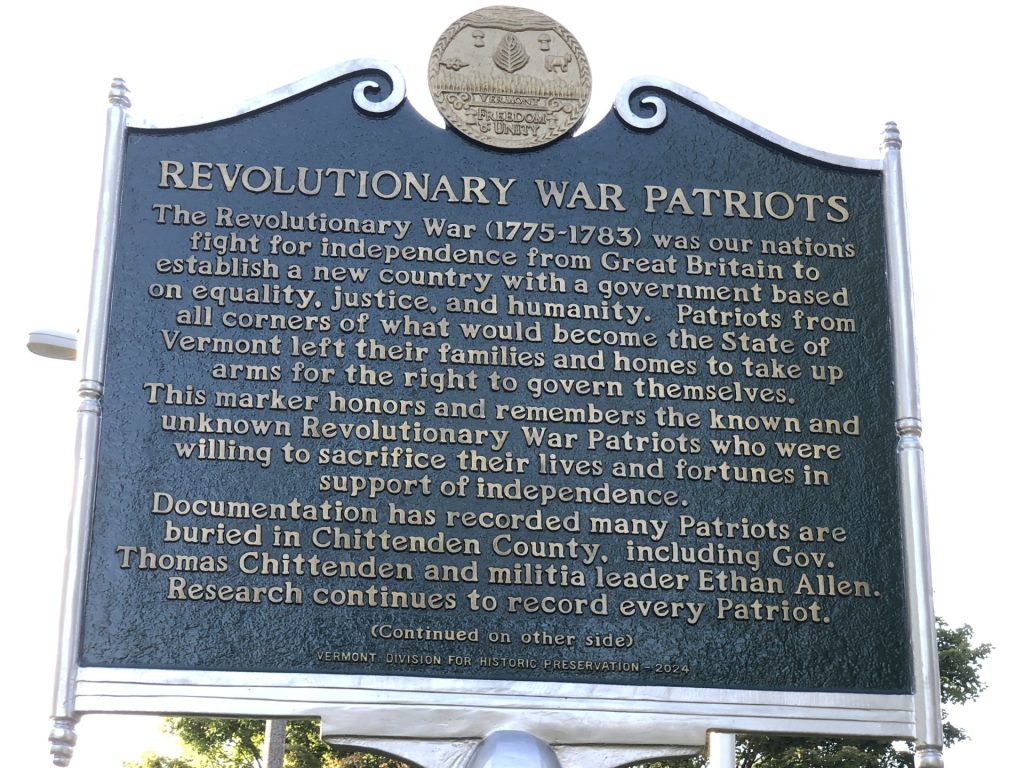 VERMONT
FREEDOM
& UNITY
REVOLUTIONARY WAR PATRIOTS
The Revolutionary War (1775-1783) was our nation's
fight for independence from Great Britain to
establish a new country with a government based
on equality, justice, and humanity. Patriots from
all corners of what would become the State of
Vermont left their families and homes to take up
arms for the right to govern themselves.
This marker honors and remembers the known and
unknown Revolutionary War Patriots who were
willing to sacrifice their lives and fortunes in
support of independence.
Documentation has recorded many Patriots are
buried in Chittenden County, including Gov.
Thomas Chittenden and militia leader Ethan Allen.
Research continues to record every Patriot.
(Continued on other side)
VERMONT DIVISION FOR HISTORIC PRESERVATION - 2024